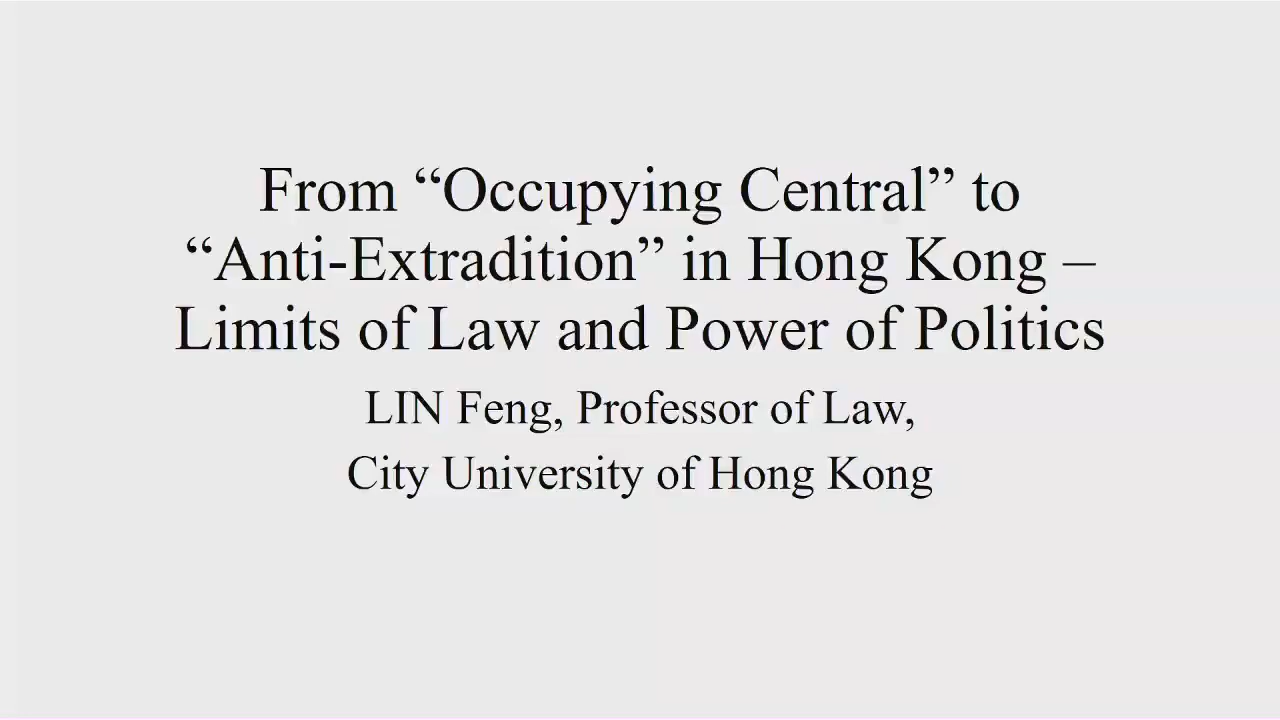 From “Occupying Central” to
“Anti-Extradition” in Hong Kong –
Limits of Law and Power of Politics
LIN Feng, Professor of Law,
City University of Hong Kong